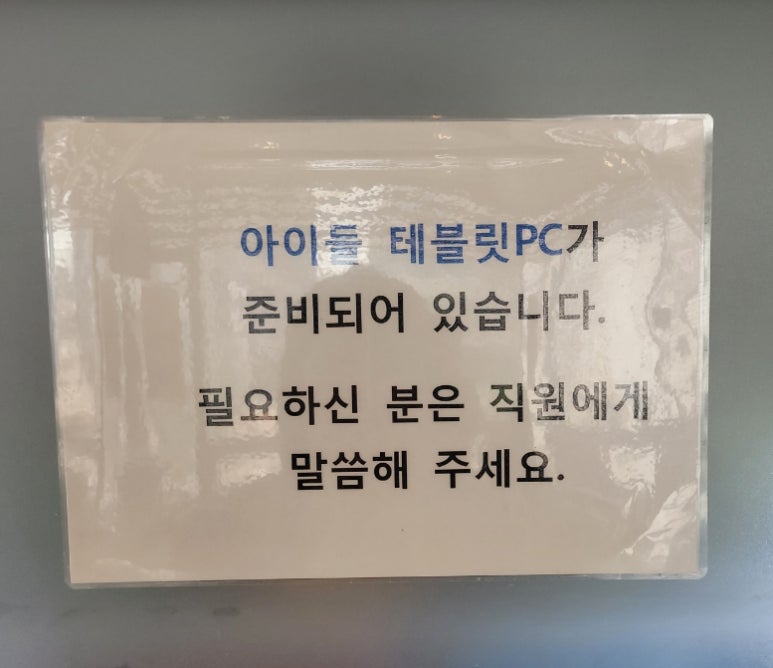 아이들 테블릿PC가
준비되어 있습니다.
필요하신 분은 직원에게
말씀해 주세요.